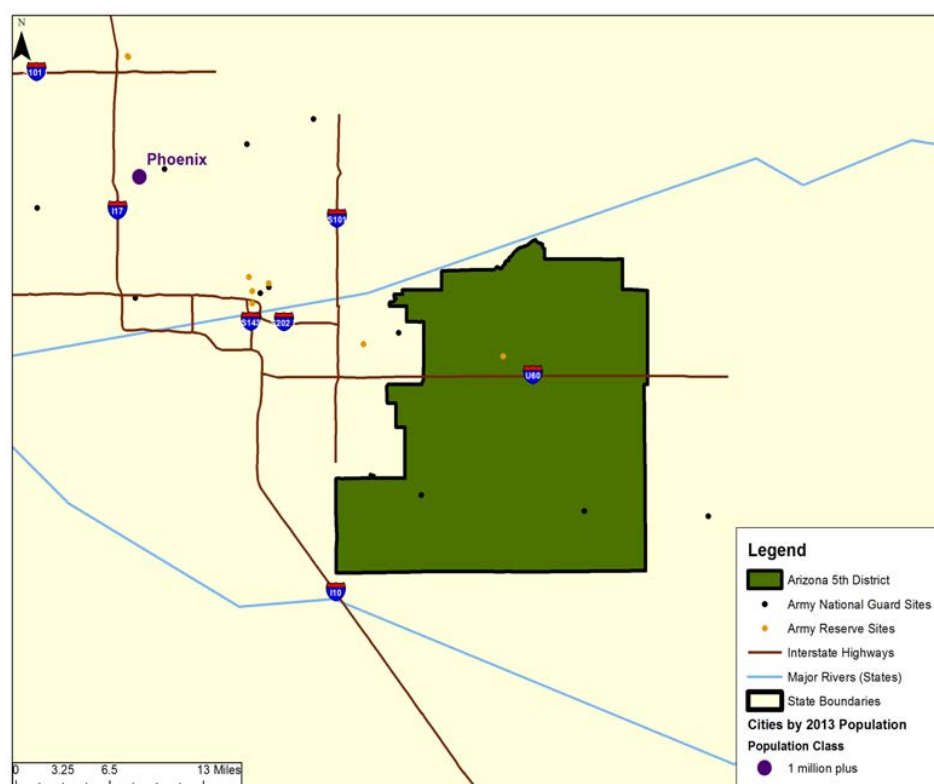 N
101
Phoenix
I17
S101
S143
S202
U60
I10
Legend
Arizona 5th District
Army National Guard Sites
Army Reserve Sites
Interstate Highways
Major Rivers (States)
State Boundaries
Cities by 2013 Population
Population Class
1 million plus
0 3.25 6.5 13 Miles